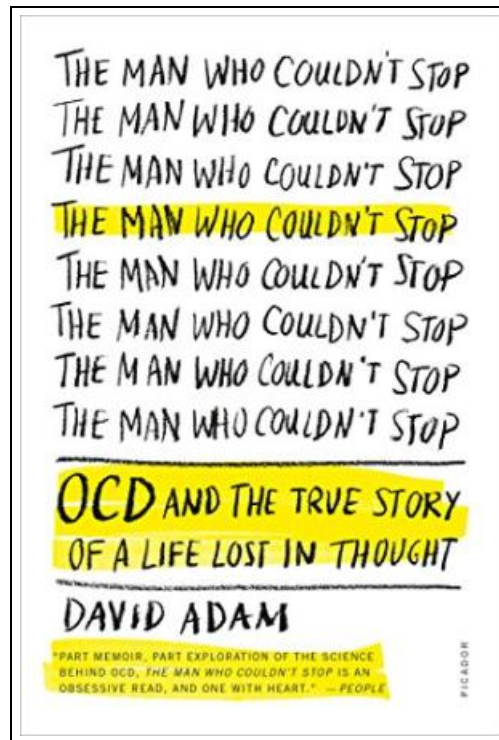 THE MAN WHO COULDN'T STOP
THE MAN WHO COULDN'T STOP
THE MAN WHO COULDN'T STOP
THE MAN WHO COULDN'T STOP
THE MAN WHO COULDN'T STOP
THE MAN WHO COULDN'T STOP
THE MAN WHO COULDN'T STOP
THE MAN WHO COULDN'T STOP
OCD AND THE TRUE STORY
OF A LIFE LOST IN THOUGHT
DAVID ADAM
"PART MEMOIR, PART EXPLORATION OF THE SCIENCE
BEHIND OCD, THE MAN WHO COULDN'T STOP IS AN
OBSESSIVE READ, AND ONE WITH HEART." —PEOPLE
PICADOR